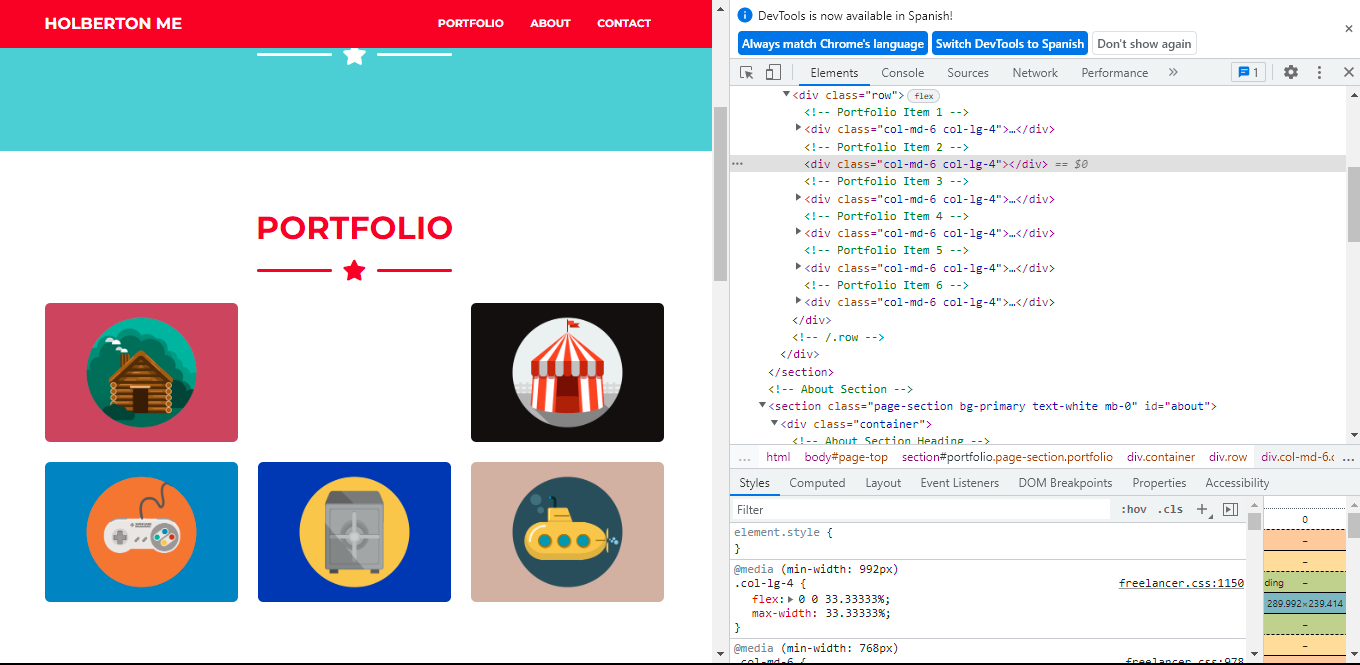 HOLBERTON ME
PORTFOLIO ABOUT CONTACT
PORTFOLIO
DevTools is now available in Spanish!
Always match Chrome's language Switch DevTools to Spanish Don't show again
Elements Console Sources Network Performance » 1
<div class="row"> flex
<!-- Portfolio Item 1 -->
<div class="col-md-6 col-lg-4">…</div>
<!-- Portfolio Item 2 -->
<div class="col-md-6 col-lg-4"></div> == $0
<!-- Portfolio Item 3 -->
<div class="col-md-6 col-lg-4">…</div>
<!-- Portfolio Item 4 -->
<div class="col-md-6 col-lg-4">…</div>
<!-- Portfolio Item 5 -->
<div class="col-md-6 col-lg-4">…</div>
<!-- Portfolio Item 6 -->
<div class="col-md-6 col-lg-4">…</div>
</div>
<!-- /.row -->
</div>
</section>
<!-- About Section -->
<section class="page-section bg-primary text-white mb-0" id="about">
<div class="container">
<!-- About Section Heading -->
... html body#page-top section#portfolio.page-section.portfolio div.container div.row div.col-md-6.c ...
Styles Computed Layout Event Listeners DOM Breakpoints Properties Accessibility
Filter :hov .cls +
element.style {
}
@media (min-width: 992px)
.col-lg-4 { freelancer.css:1150
flex: 0 0 33.33333%;
max-width: 33.33333%;
}
@media (min-width: 768px)
.col-md-6 { freelancer.css:978
0
–
–
ding –
289.992×239.414
–
–